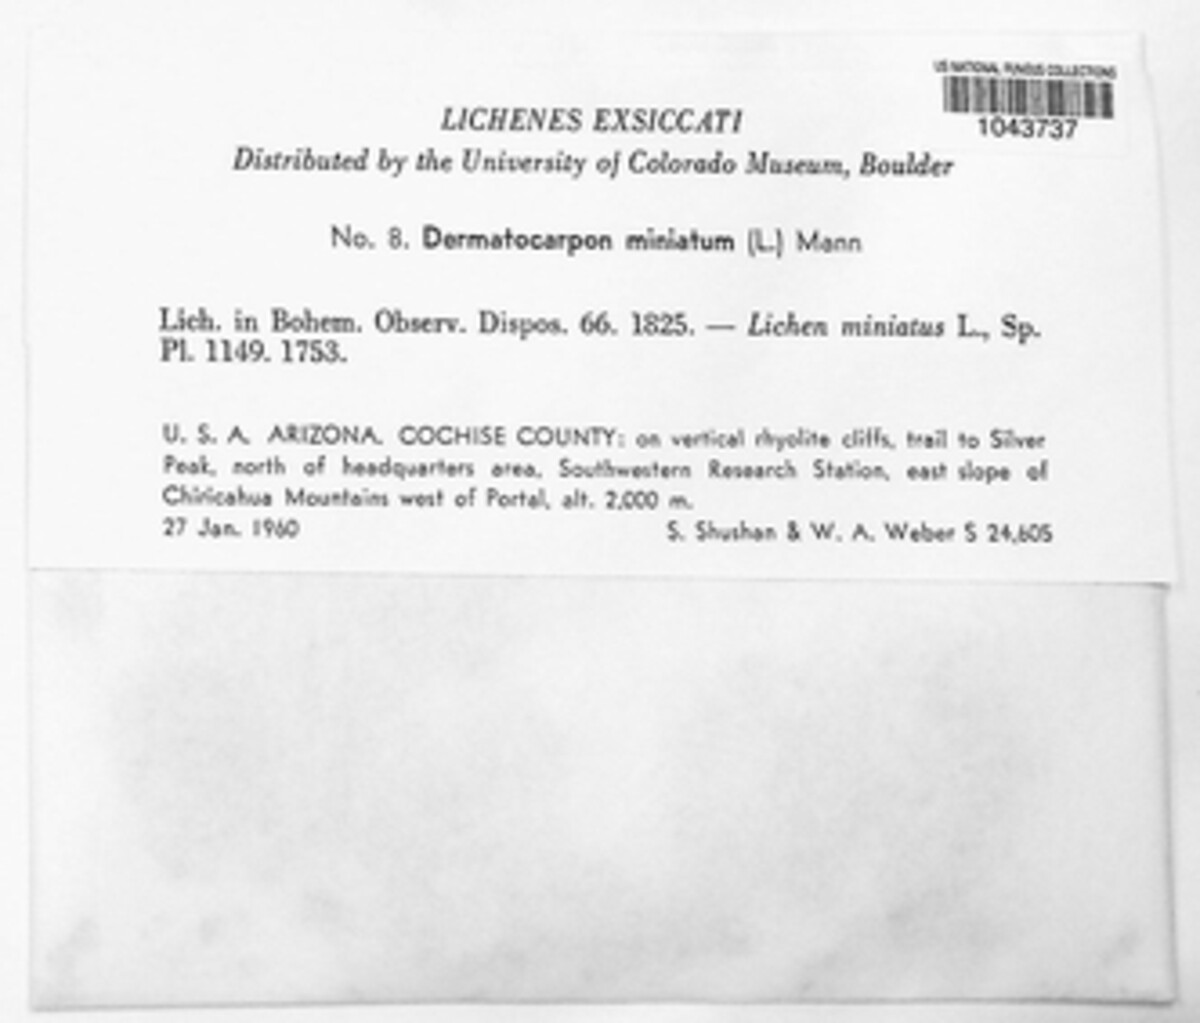 US NATIONAL FUNGUS COLLECTIONS
1043737
LICHENES EXSICCATI
Distributed by the University of Colorado Museum, Boulder
No. 8. Dermatocarpon miniatum (L.) Mann
Lich. in Bohem. Observ. Dispos. 66. 1825. — Lichen miniatus L., Sp.
Pl. 1149. 1753.
U. S. A. ARIZONA. COCHISE COUNTY: on vertical rhyolite cliffs, trail to Silver
Peak, north of headquarters area, Southwestern Research Station, east slope of
Chiricahua Mountains west of Portal, alt. 2,000 m.
27 Jan. 1960 S. Shushan & W. A. Weber S 24,605